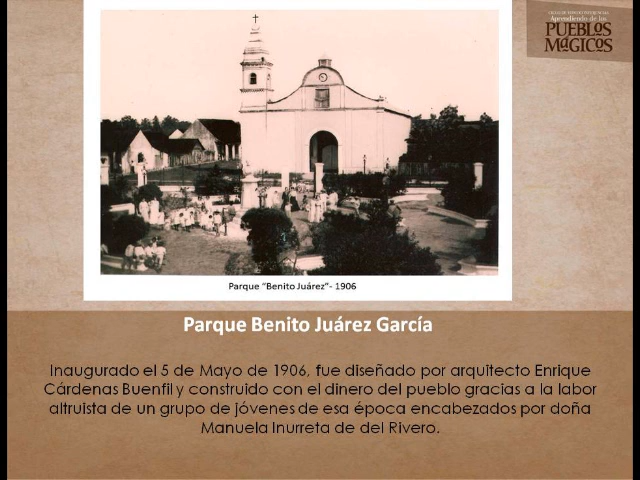 Aprendiendo de los
PUEBLOS
MáGICOS
Parque "Benito Juárez"- 1906
Parque Benito Juárez García
Inaugurado el 5 de Mayo de 1906, fue diseñado por arquitecto Enrique
Cárdenas Buenfil y construido con el dinero del pueblo gracias a la labor
altruista de un grupo de jóvenes de esa época encabezados por doña
Manuela Inurreta de del Rivero.